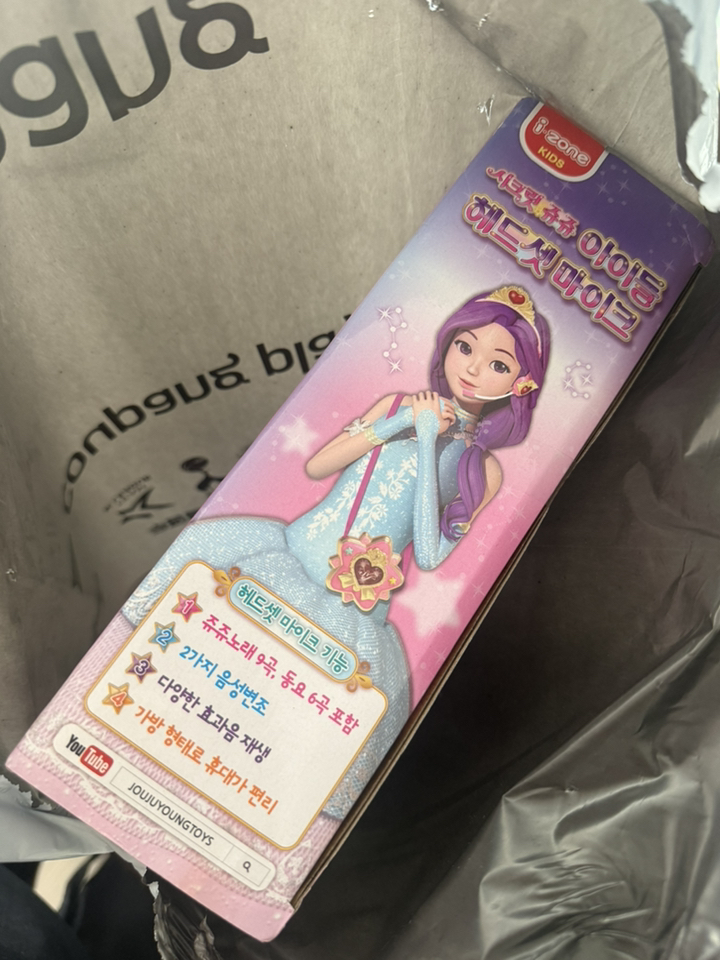 i-zone
KIDS
시크릿 쥬쥬 아이돌
헤드셋 마이크
헤드셋 마이크 기능
1 쥬쥬노래 9곡, 동요 6곡 포함
2 2가지 음성변조
3 다양한 효과음 재생
4 가방 형태로 휴대가 편리
YouTube
JOUJUYOUNGTOYS
coupang